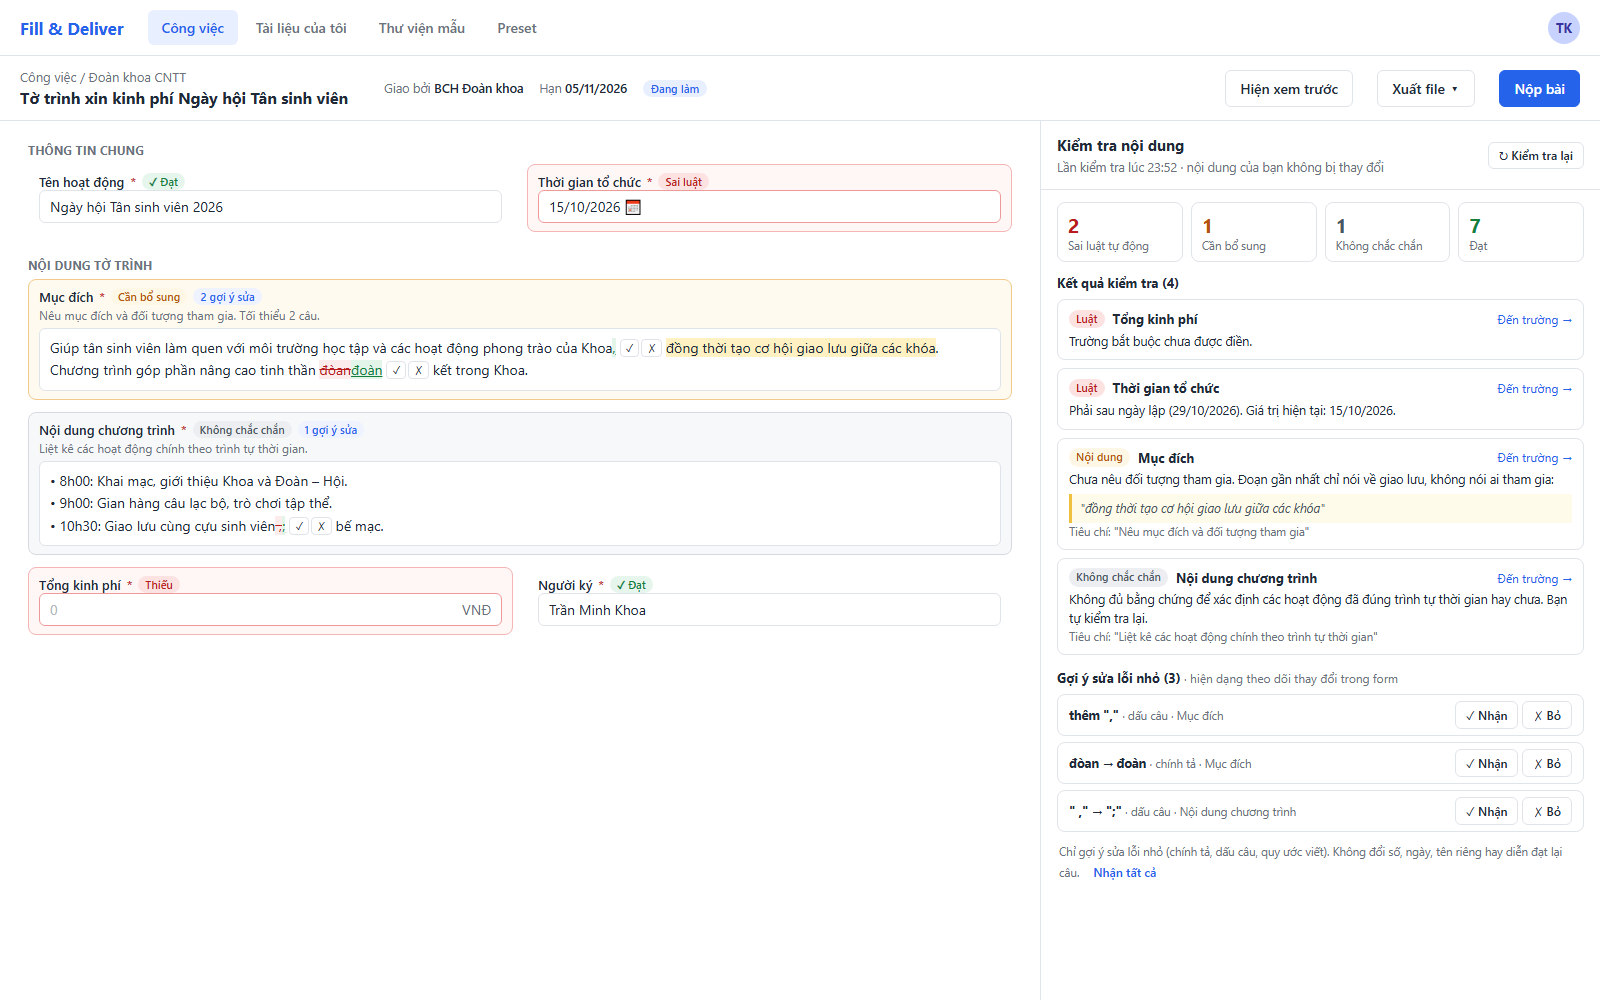 Fill & Deliver
Công việc
Tài liệu của tôi
Thư viện mẫu
Preset
TK
Công việc / Đoàn khoa CNTT
Tờ trình xin kinh phí Ngày hội Tân sinh viên
Giao bởi BCH Đoàn khoa
Hạn 05/11/2026
Đang làm
Hiện xem trước
Xuất file ▾
Nộp bài
THÔNG TIN CHUNG
Tên hoạt động * ✓ Đạt
Ngày hội Tân sinh viên 2026
Thời gian tổ chức * Sai luật
15/10/2026
NỘI DUNG TỜ TRÌNH
Mục đích * Cần bổ sung 2 gợi ý sửa
Nêu mục đích và đối tượng tham gia. Tối thiểu 2 câu.
Giúp tân sinh viên làm quen với môi trường học tập và các hoạt động phong trào của Khoa, ✓ ✗ đồng thời tạo cơ hội giao lưu giữa các khóa.
Chương trình góp phần nâng cao tinh thần đòanđoàn ✓ ✗ kết trong Khoa.
Nội dung chương trình * Không chắc chắn 1 gợi ý sửa
Liệt kê các hoạt động chính theo trình tự thời gian.
• 8h00: Khai mạc, giới thiệu Khoa và Đoàn – Hội.
• 9h00: Gian hàng câu lạc bộ, trò chơi tập thể.
• 10h30: Giao lưu cùng cựu sinh viên ,; ✓ ✗ bế mạc.
Tổng kinh phí * Thiếu
0 VNĐ
Người ký * ✓ Đạt
Trần Minh Khoa
Kiểm tra nội dung
Lần kiểm tra lúc 23:52 · nội dung của bạn không bị thay đổi
↻ Kiểm tra lại
2
Sai luật tự động
1
Cần bổ sung
1
Không chắc chắn
7
Đạt
Kết quả kiểm tra (4)
Luật Tổng kinh phí Đến trường →
Trường bắt buộc chưa được điền.
Luật Thời gian tổ chức Đến trường →
Phải sau ngày lập (29/10/2026). Giá trị hiện tại: 15/10/2026.
Nội dung Mục đích Đến trường →
Chưa nêu đối tượng tham gia. Đoạn gần nhất chỉ nói về giao lưu, không nói ai tham gia:
"đồng thời tạo cơ hội giao lưu giữa các khóa"
Tiêu chí: "Nêu mục đích và đối tượng tham gia"
Không chắc chắn Nội dung chương trình Đến trường →
Không đủ bằng chứng để xác định các hoạt động đã đúng trình tự thời gian hay chưa. Bạn
tự kiểm tra lại.
Tiêu chí: "Liệt kê các hoạt động chính theo trình tự thời gian"
Gợi ý sửa lỗi nhỏ (3) · hiện dạng theo dõi thay đổi trong form
thêm "," · dấu câu · Mục đích ✓ Nhận ✗ Bỏ
đòan → đoàn · chính tả · Mục đích ✓ Nhận ✗ Bỏ
" ," → ";" · dấu câu · Nội dung chương trình ✓ Nhận ✗ Bỏ
Chỉ gợi ý sửa lỗi nhỏ (chính tả, dấu câu, quy ước viết). Không đổi số, ngày, tên riêng hay diễn đạt lại
câu. Nhận tất cả